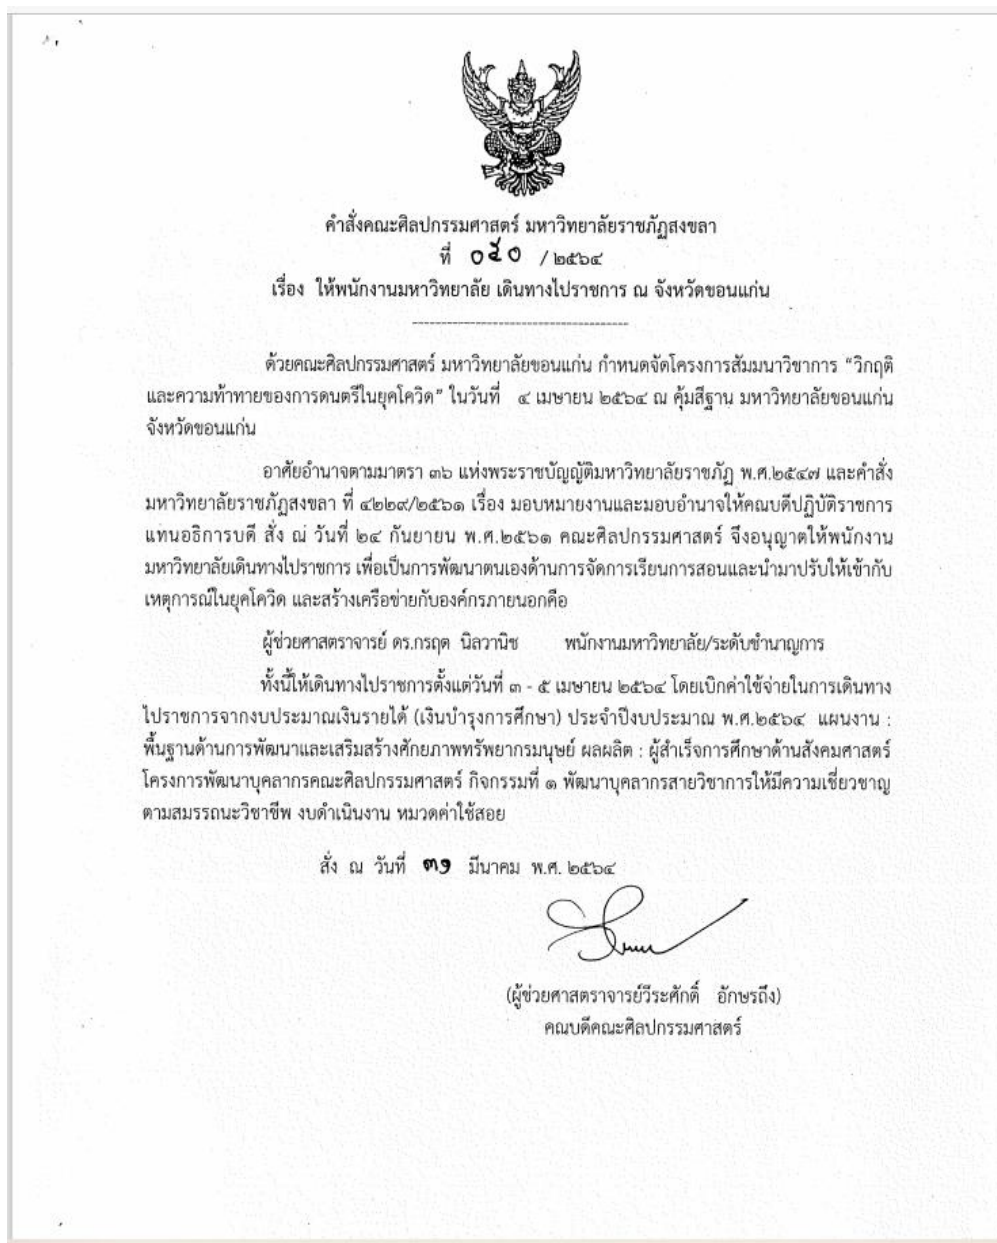 คำสั่งคณะศิลปกรรมศาสตร์ มหาวิทยาลัยราชภัฏสงขลา
ที่ ๐๕๐ /๒๕๖๔
เรื่อง ให้พนักงานมหาวิทยาลัย เดินทางไปราชการ ณ จังหวัดขอนแก่น
ด้วยคณะศิลปกรรมศาสตร์ มหาวิทยาลัยขอนแก่น กำหนดจัดโครงการสัมมนาวิชาการ “วิกฤติ
และความท้าทายของการดนตรีในยุคโควิด” ในวันที่ ๔ เมษายน ๒๕๖๔ ณ คุ้มสีฐาน มหาวิทยาลัยขอนแก่น
จังหวัดขอนแก่น
อาศัยอำนาจตามมาตรา ๓๖ แห่งพระราชบัญญัติมหาวิทยาลัยราชภัฏ พ.ศ.๒๕๔๗ และคำสั่ง
มหาวิทยาลัยราชภัฏสงขลา ที่ ๔๒๒๙/๒๕๖๑ เรื่อง มอบหมายงานและมอบอำนาจให้คณบดีปฏิบัติราชการ
แทนอธิการบดี สั่ง ณ วันที่ ๒๔ กันยายน พ.ศ.๒๕๖๑ คณะศิลปกรรมศาสตร์ จึงอนุญาตให้พนักงาน
มหาวิทยาลัยเดินทางไปราชการ เพื่อเป็นการพัฒนาตนเองด้านการจัดการเรียนการสอนและนำมาปรับให้เข้ากับ
เหตุการณ์ในยุคโควิด และสร้างเครือข่ายกับองค์กรภายนอกคือ
ผู้ช่วยศาสตราจารย์ ดร.กรฤต นิลวานิช พนักงานมหาวิทยาลัย/ระดับชำนาญการ
ทั้งนี้ให้เดินทางไปราชการตั้งแต่วันที่ ๓ - ๕ เมษายน ๒๕๖๔ โดยเบิกค่าใช้จ่ายในการเดินทาง
ไปราชการจากงบประมาณเงินรายได้ (เงินบำรุงการศึกษา) ประจำปีงบประมาณ พ.ศ.๒๕๖๔ แผนงาน :
พื้นฐานด้านการพัฒนาและเสริมสร้างศักยภาพทรัพยากรมนุษย์ ผลผลิต : ผู้สำเร็จการศึกษาด้านสังคมศาสตร์
โครงการพัฒนาบุคลากรคณะศิลปกรรมศาสตร์ กิจกรรมที่ ๑ พัฒนาบุคลากรสายวิชาการให้มีความเชี่ยวชาญ
ตามสมรรถนะวิชาชีพ งบดำเนินงาน หมวดค่าใช้สอย
สั่ง ณ วันที่ ๓๑ มีนาคม พ.ศ. ๒๕๖๔
(ผู้ช่วยศาสตราจารย์วีระศักดิ์ อักษรถึง)
คณบดีคณะศิลปกรรมศาสตร์